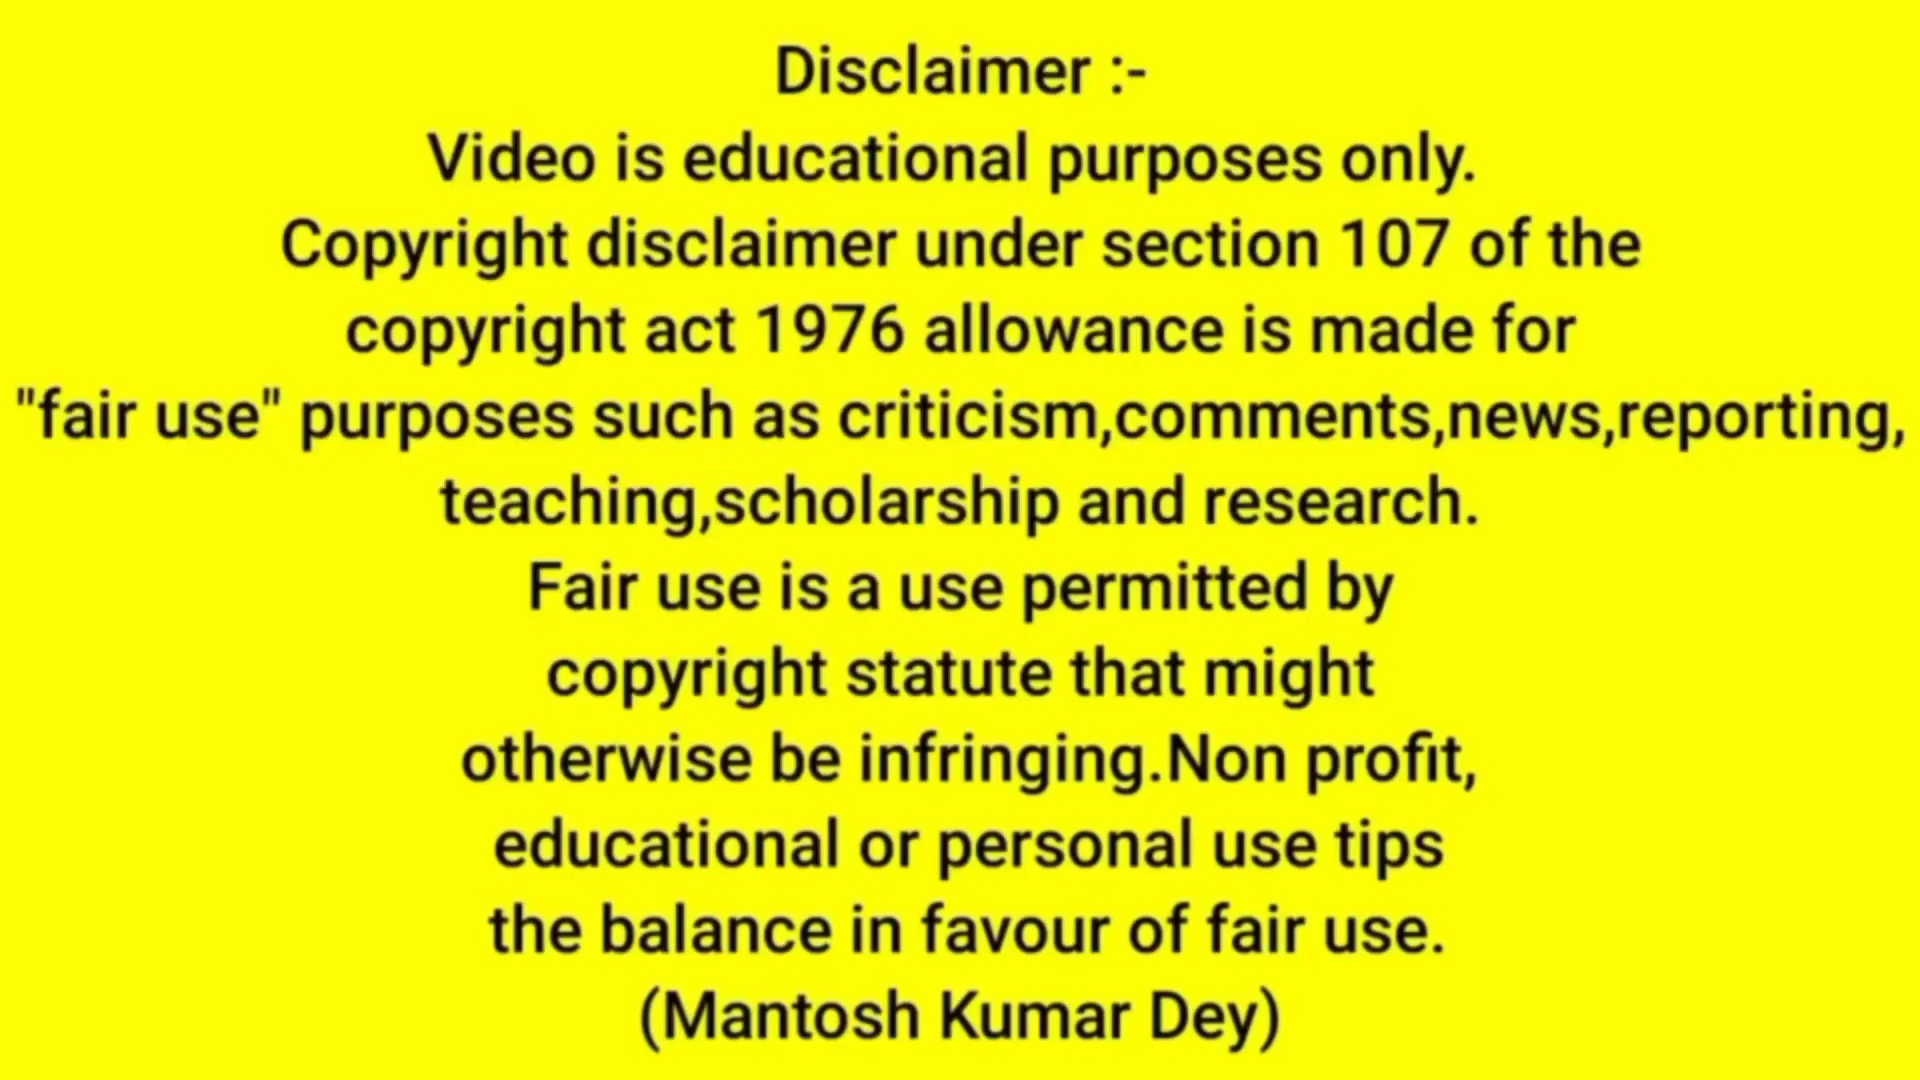 Disclaimer :-
Video is educational purposes only.
Copyright disclaimer under section 107 of the
copyright act 1976 allowance is made for
"fair use" purposes such as criticism,comments,news,reporting,
teaching,scholarship and research.
Fair use is a use permitted by
copyright statute that might
otherwise be infringing.Non profit,
educational or personal use tips
the balance in favour of fair use.
(Mantosh Kumar Dey)